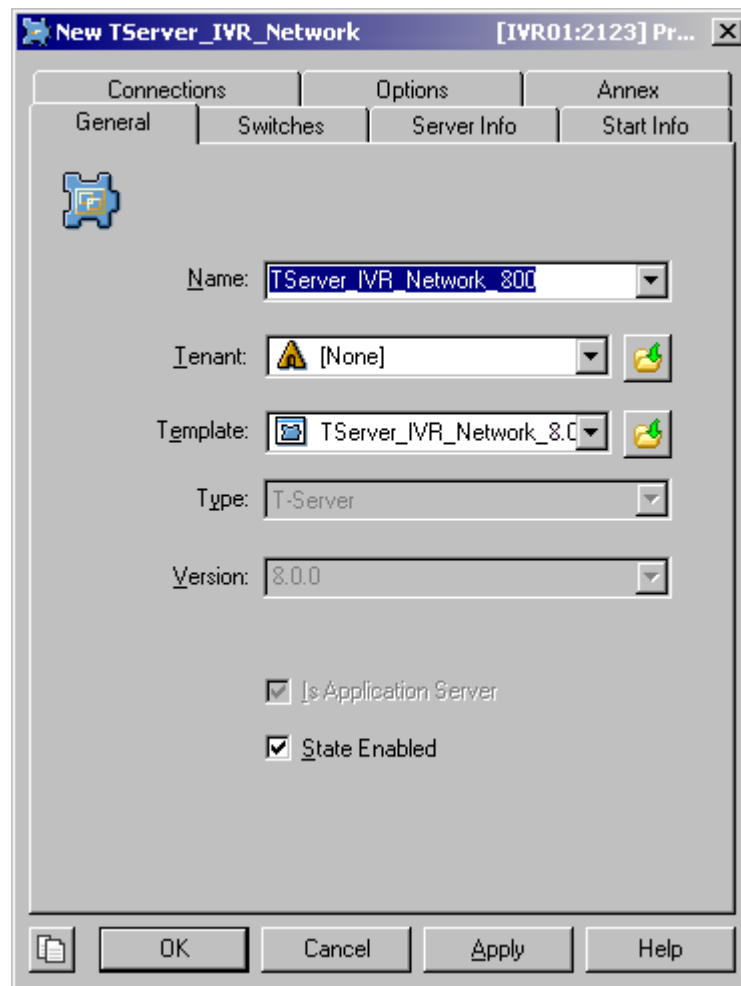 New TServer_IVR_Network [IVR01:2123] Pr...
Connections Options Annex
General Switches Server Info Start Info
Name: TServer_IVR_Network_800
Tenant: [None]
Template: TServer_IVR_Network_8.0
Type: T-Server
Version: 8.0.0
Is Application Server
State Enabled
OK Cancel Apply Help